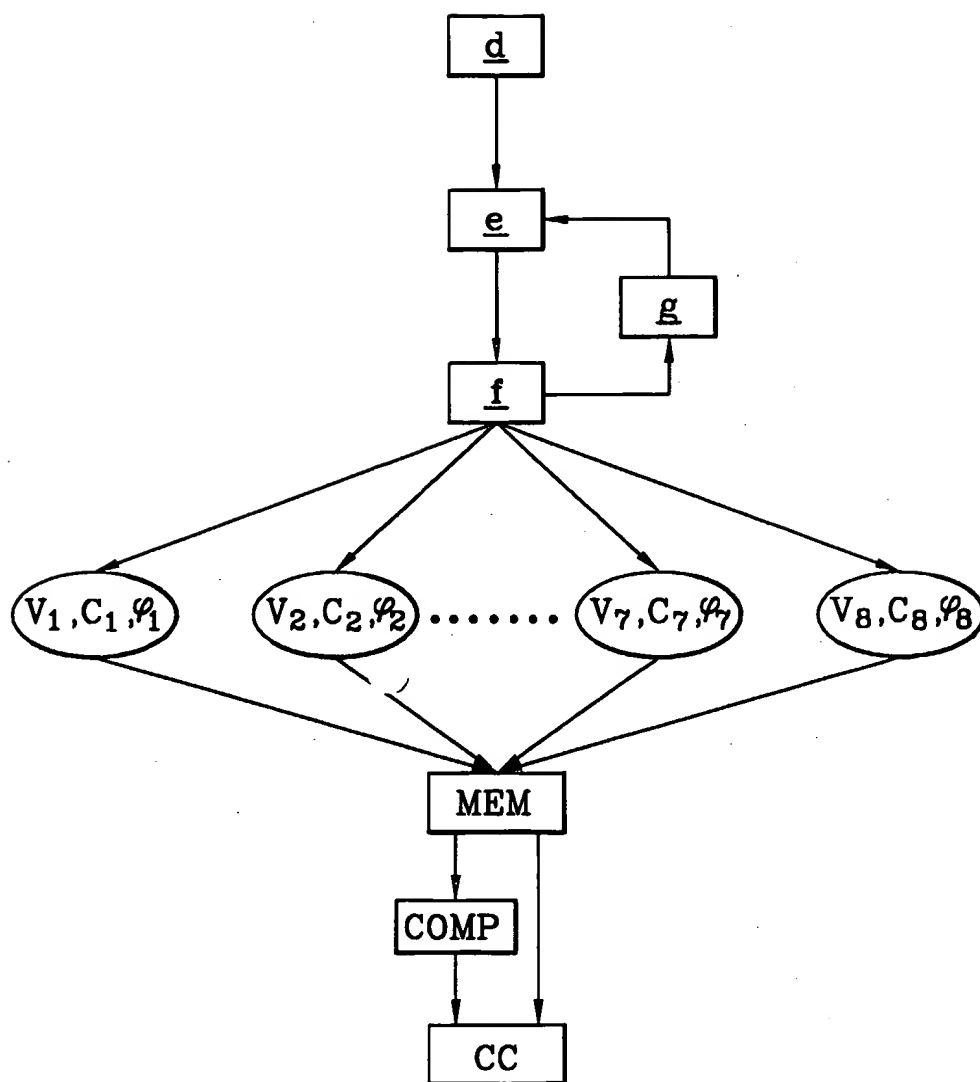 d
e
g
f
V1,C1,φ1
V2,C2,φ2
V7,C7,φ7
V8,C8,φ8
MEM
COMP
CC